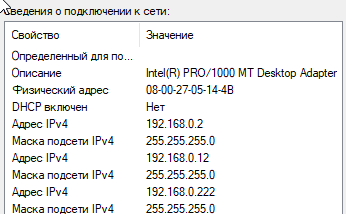 Сведения о подключении к сети:
Свойство Значение
Определенный для по...
Описание Intel(R) PRO/1000 MT Desktop Adapter
Физический адрес 08-00-27-05-14-4B
DHCP включен Нет
Адрес IPv4 192.168.0.2
Маска подсети IPv4 255.255.255.0
Адрес IPv4 192.168.0.12
Маска подсети IPv4 255.255.255.0
Адрес IPv4 192.168.0.222
Маска подсети IPv4 255.255.255.0